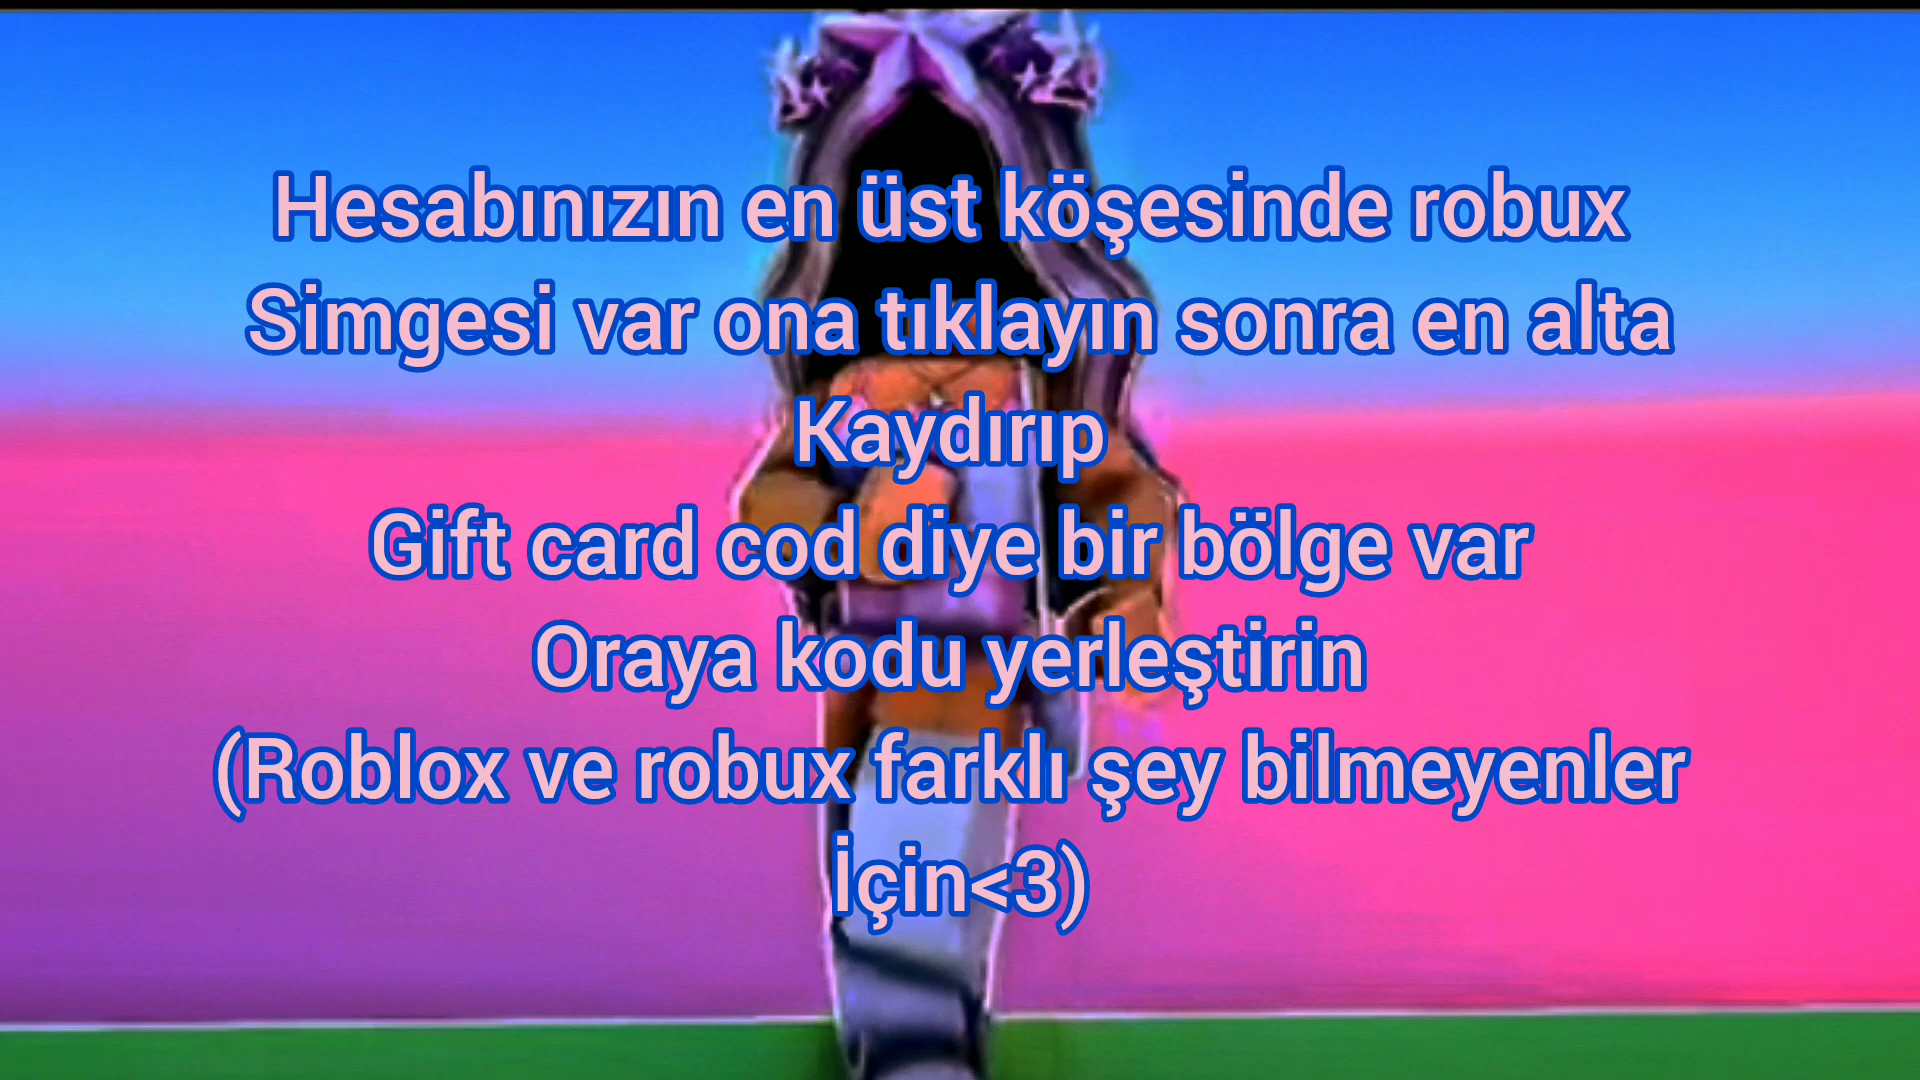 Hesabınızın en üst köşesinde robux
Simgesi var ona tıklayın sonra en alta
Kaydırıp
Gift card cod diye bir bölge var
Oraya kodu yerleştirin
(Roblox ve robux farklı şey bilmeyenler
İçin<3)